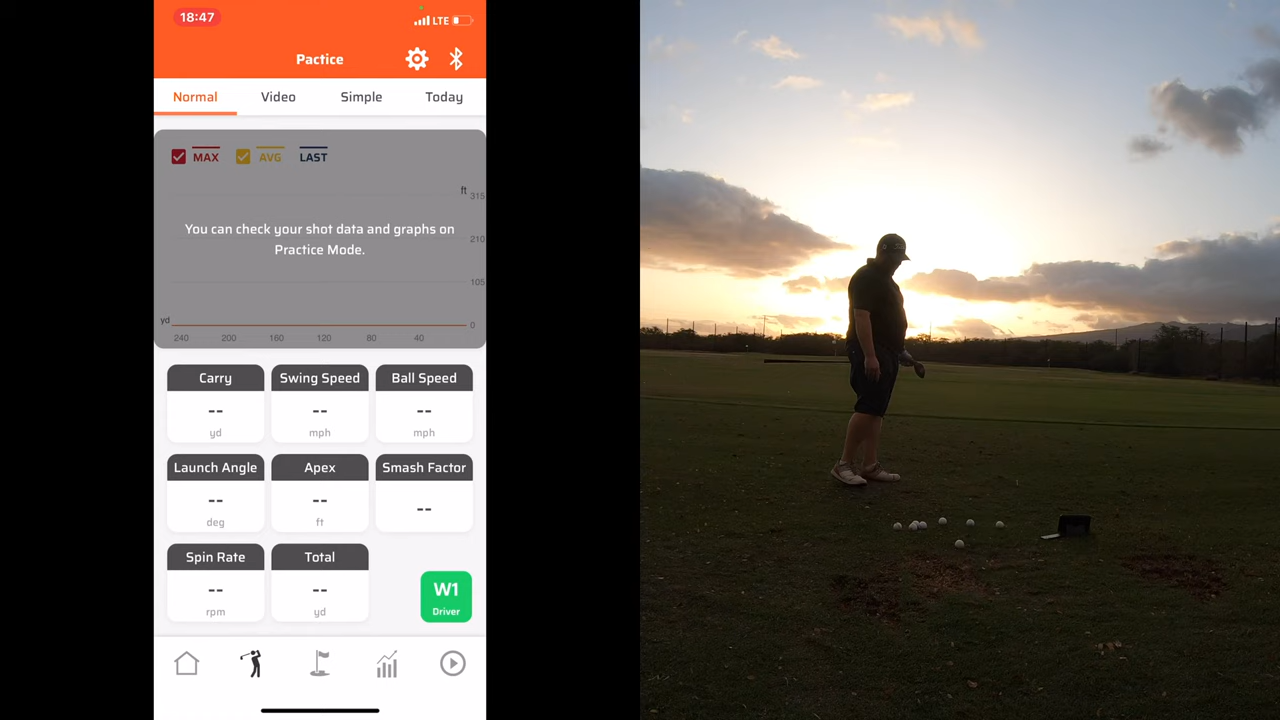 18:47
LTE
Pactice
Normal Video Simple Today
MAX AVG LAST
ft
315
You can check your shot data and graphs on
Practice Mode.
210
105
yd
0
240 200 160 120 80 40
Carry Swing Speed Ball Speed
-- -- --
yd mph mph
Launch Angle Apex Smash Factor
-- -- --
deg ft
Spin Rate Total
-- --
rpm yd
W1
Driver